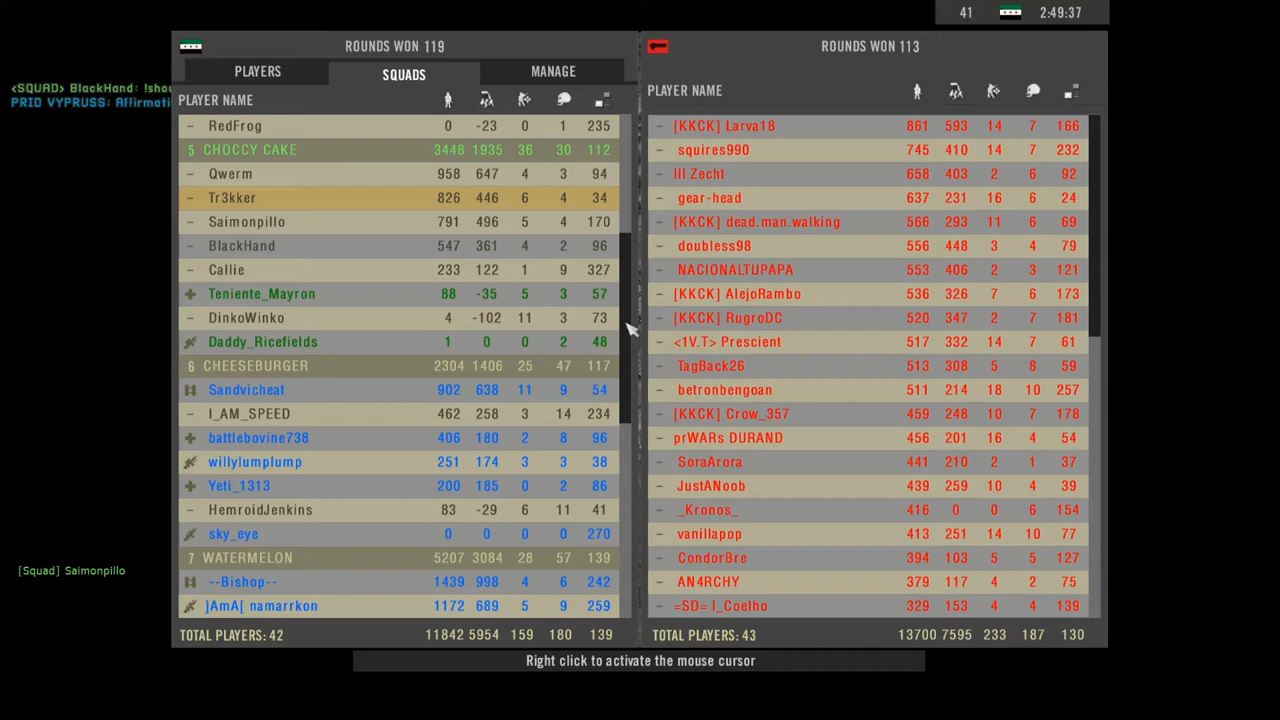 41 2:49:37
ROUNDS WON 119
PLAYERS SQUADS MANAGE
<SQUAD> BlackHand: !show
PRID VYPRUSS: Affirmati
PLAYER NAME
RedFrog 0 -23 0 1 235
5 CHOCCY CAKE 3448 1935 36 30 112
Qwerm 958 647 4 3 94
Tr3kker 826 446 6 4 34
Saimonpillo 791 496 5 4 170
BlackHand 547 361 4 2 96
Callie 233 122 1 9 327
Teniente_Mayron 88 -35 5 3 57
DinkoWinko 4 -102 11 3 73
Daddy_Ricefields 1 0 0 2 48
6 CHEESEBURGER 2304 1406 25 47 117
Sandvicheat 902 638 11 9 54
I_AM_SPEED 462 258 3 14 234
battlebovine738 406 180 2 8 96
willylumplump 251 174 3 3 38
Yeti_1313 200 185 0 2 86
HemroidJenkins 83 -29 6 11 41
sky_eye 0 0 0 0 270
7 WATERMELON 5207 3084 28 57 139
--Bishop-- 1439 998 4 6 242
]AmA[ namarrkon 1172 689 5 9 259
TOTAL PLAYERS: 42 11842 5954 159 180 139
[Squad] Saimonpillo
ROUNDS WON 113
PLAYER NAME
[KKCK] Larva18 861 593 14 7 166
squires990 745 410 14 7 232
III Zecht 658 403 2 6 92
gear-head 637 231 16 6 24
[KKCK] dead.man.walking 566 293 11 6 69
doubless98 556 448 3 4 79
NACIONALTUPAPA 553 406 2 3 121
[KKCK] AlejoRambo 536 326 7 6 173
[KKCK] RugroDC 520 347 2 7 181
<1V.T> Prescient 517 332 14 7 61
TagBack26 513 308 5 8 59
betronbengoan 511 214 18 10 257
[KKCK] Crow_357 459 248 10 7 178
prWARs DURAND 456 201 16 4 54
SoraArora 441 210 2 1 37
JustANoob 439 259 10 4 39
_Kronos_ 416 0 0 6 154
vanillapop 413 251 14 10 77
CondorBre 394 103 5 5 127
AN4RCHY 379 117 4 2 75
=SD= I_Coelho 329 153 4 4 139
TOTAL PLAYERS: 43 13700 7595 233 187 130
Right click to activate the mouse cursor